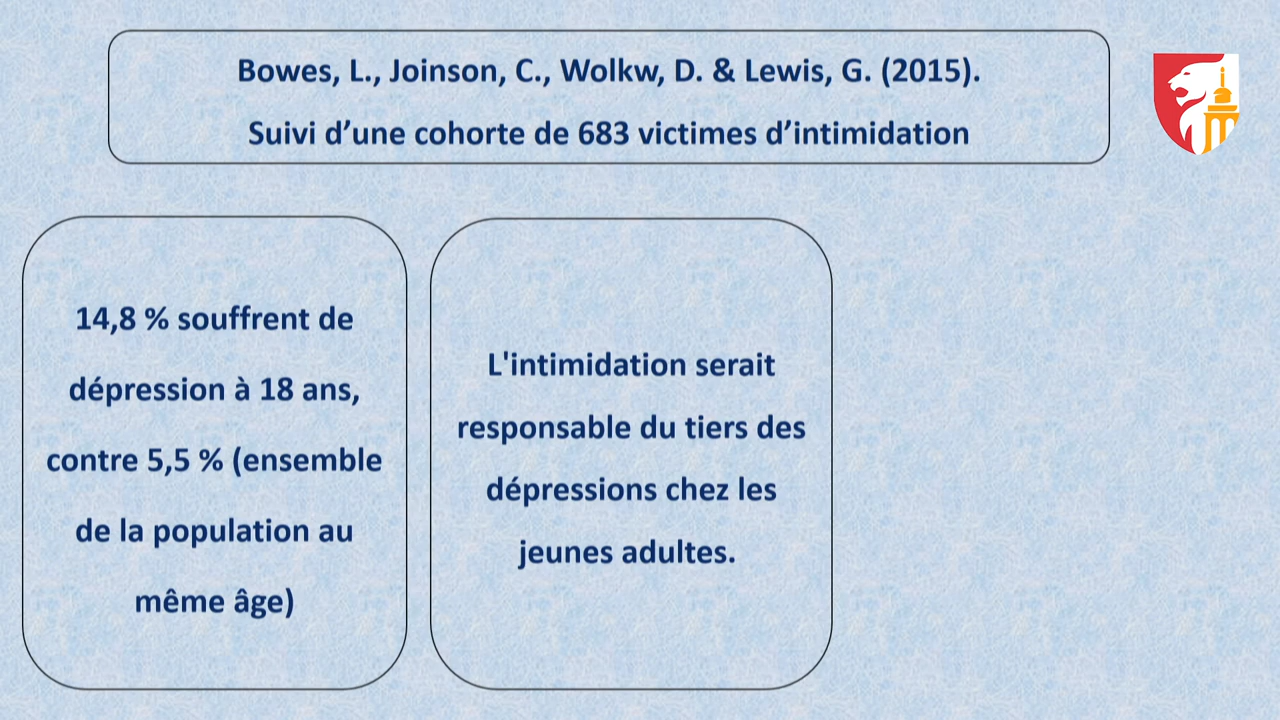 Bowes, L., Joinson, C., Wolkw, D. & Lewis, G. (2015).
Suivi d’une cohorte de 683 victimes d’intimidation
14,8 % souffrent de
dépression à 18 ans,
contre 5,5 % (ensemble
de la population au
même âge)
L'intimidation serait
responsable du tiers des
dépressions chez les
jeunes adultes.